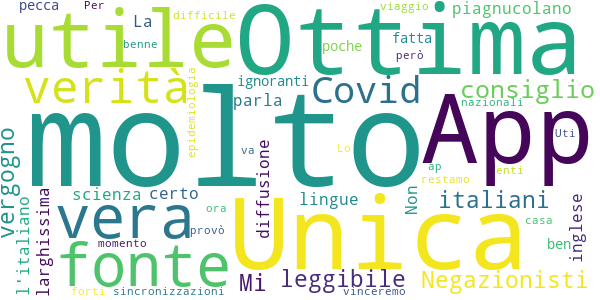 pecca Per difficile viaggio piagnucolano
utile Ottima
La benne poche fatta però
verità epidemiologia ignoranti parla Covid consiglio
nazionali
molto App Uti
vergogno diffusione Lo va ap enti restamo
l'italiano larghissima scienza certo lingue Non italiani inglese
vera Unica ora provò casa
momento ben
fonte Mi leggibile Negazionisti
forti sincronizzazioni vinceremo